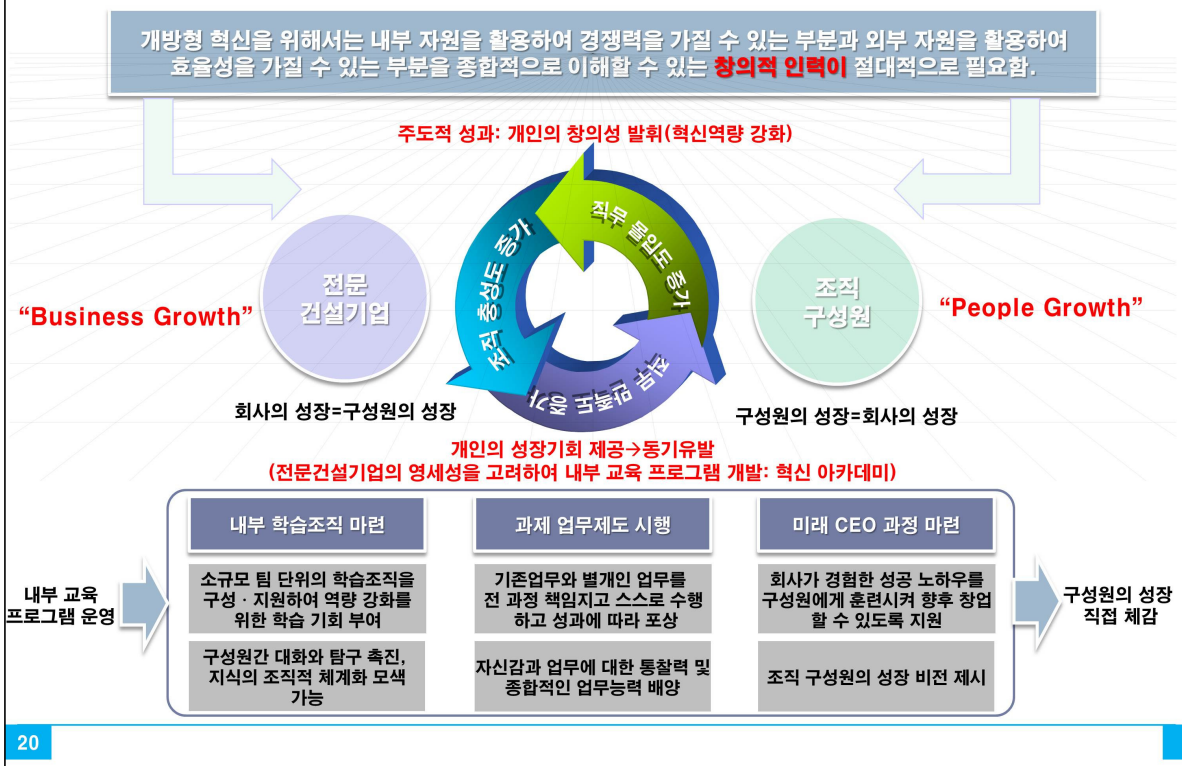 개방형 혁신을 위해서는 내부 자원을 활용하여 경쟁력을 가질 수 있는 부분과 외부 자원을 활용하여
효율성을 가질 수 있는 부분을 종합적으로 이해할 수 있는 창의적 인력이 절대적으로 필요함.
주도적 성과: 개인의 창의성 발휘(혁신역량 강화)
직무 몰입도 증가
조직 충성도 증가
직무 만족도 증가
전문
건설기업
조직
구성원
“Business Growth”
“People Growth”
회사의 성장=구성원의 성장
구성원의 성장=회사의 성장
개인의 성장기회 제공→동기유발
(전문건설기업의 영세성을 고려하여 내부 교육 프로그램 개발: 혁신 아카데미)
내부 교육
프로그램 운영
내부 학습조직 마련
소규모 팀 단위의 학습조직을
구성 · 지원하여 역량 강화를
위한 학습 기회 부여
구성원간 대화와 탐구 촉진,
지식의 조직적 체계화 모색
가능
과제 업무제도 시행
기존업무와 별개인 업무를
전 과정 책임지고 스스로 수행
하고 성과에 따라 포상
자신감과 업무에 대한 통찰력 및
종합적인 업무능력 배양
미래 CEO 과정 마련
회사가 경험한 성공 노하우를
구성원에게 훈련시켜 향후 창업
할 수 있도록 지원
조직 구성원의 성장 비전 제시
구성원의 성장
직접 체감
20